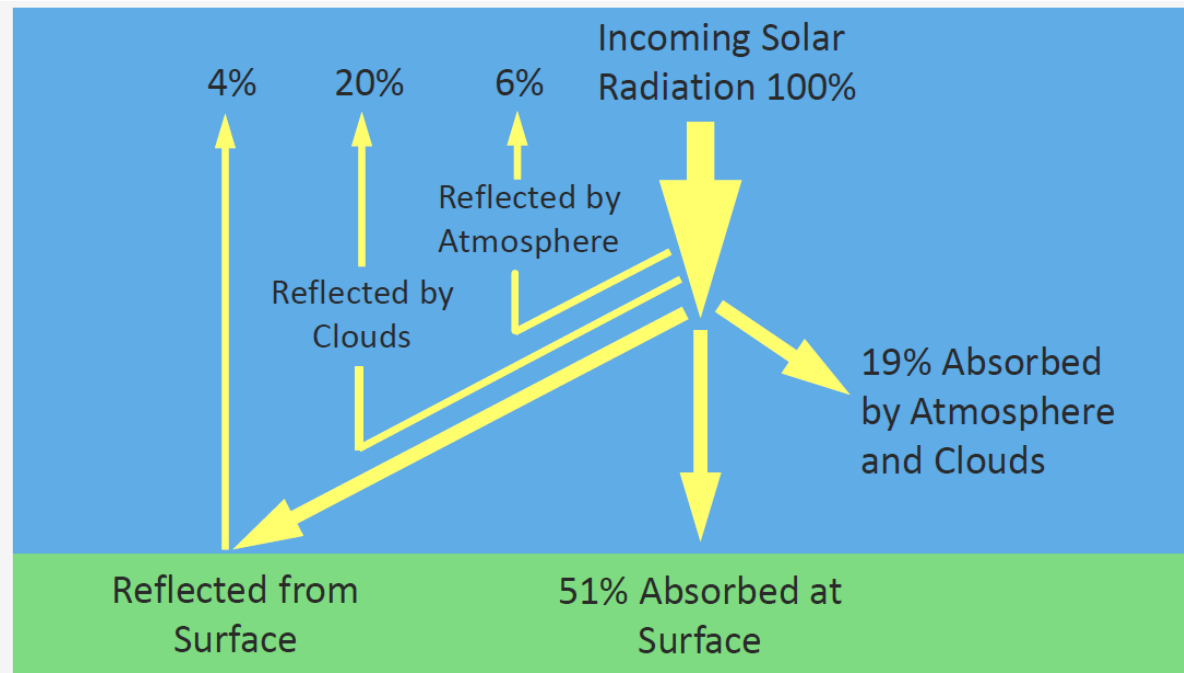 Incoming Solar
Radiation 100%
4%
20%
6%
Reflected by
Atmosphere
Reflected by
Clouds
19% Absorbed
by Atmosphere
and Clouds
Reflected from
Surface
51% Absorbed at
Surface